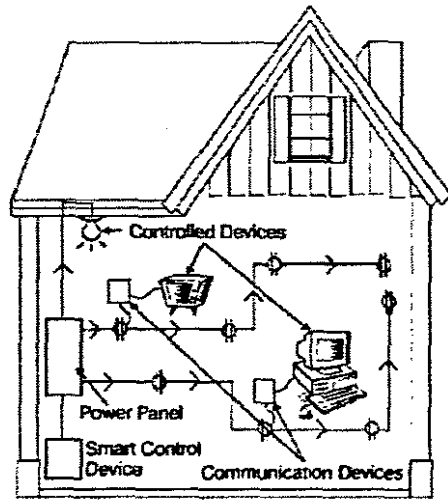 Controlled Devices
Power Panel
Smart Control
Device
Communication Devices